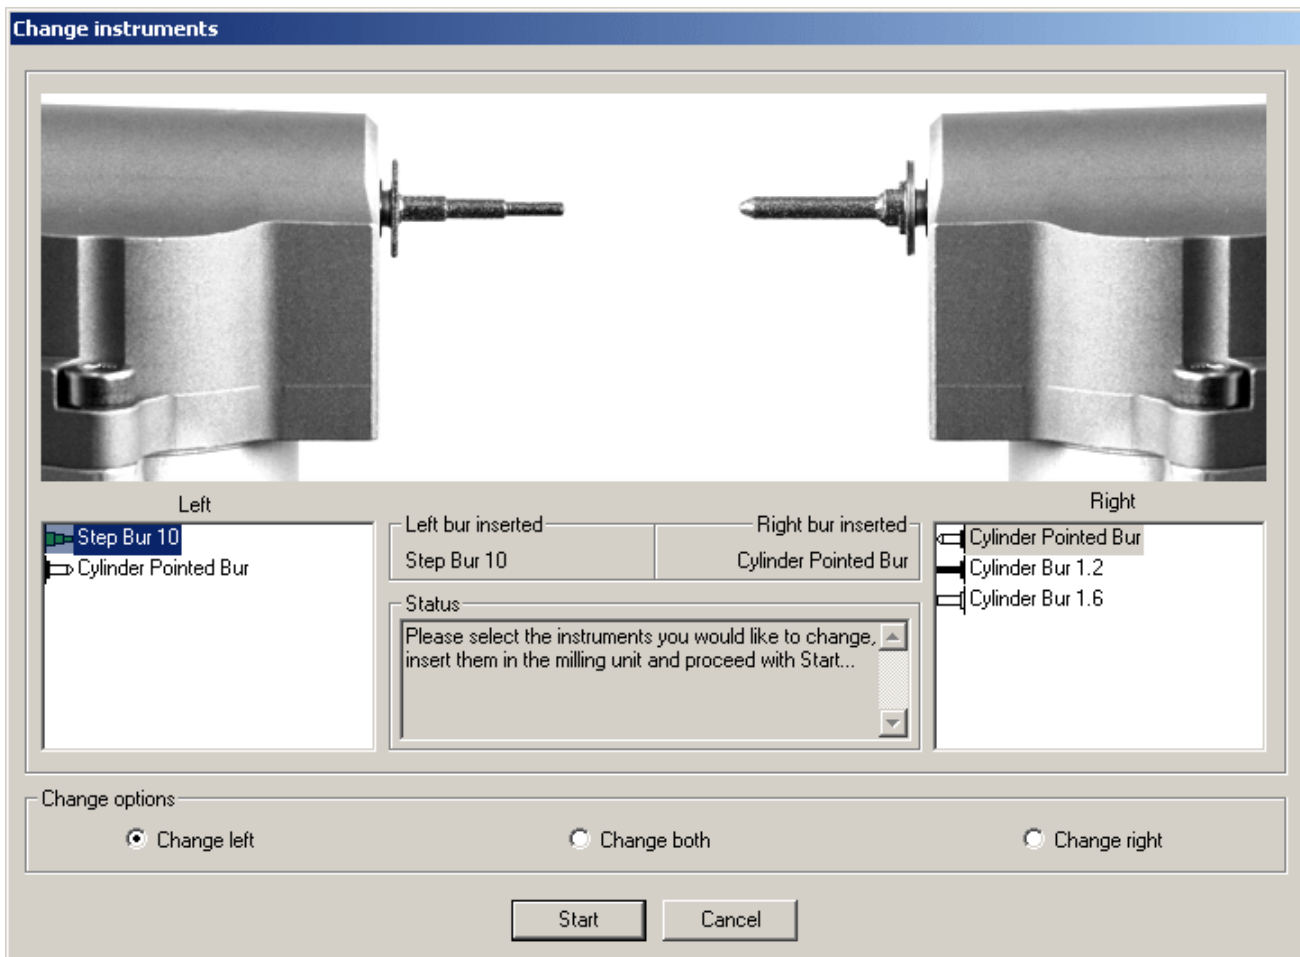 Change instruments
Left
Right
Step Bur 10
Cylinder Pointed Bur
Left bur inserted
Right bur inserted
Step Bur 10
Cylinder Pointed Bur
Status
Please select the instruments you would like to change,
insert them in the milling unit and proceed with Start...
Cylinder Pointed Bur
Cylinder Bur 1.2
Cylinder Bur 1.6
Change options
Change left
Change both
Change right
Start
Cancel